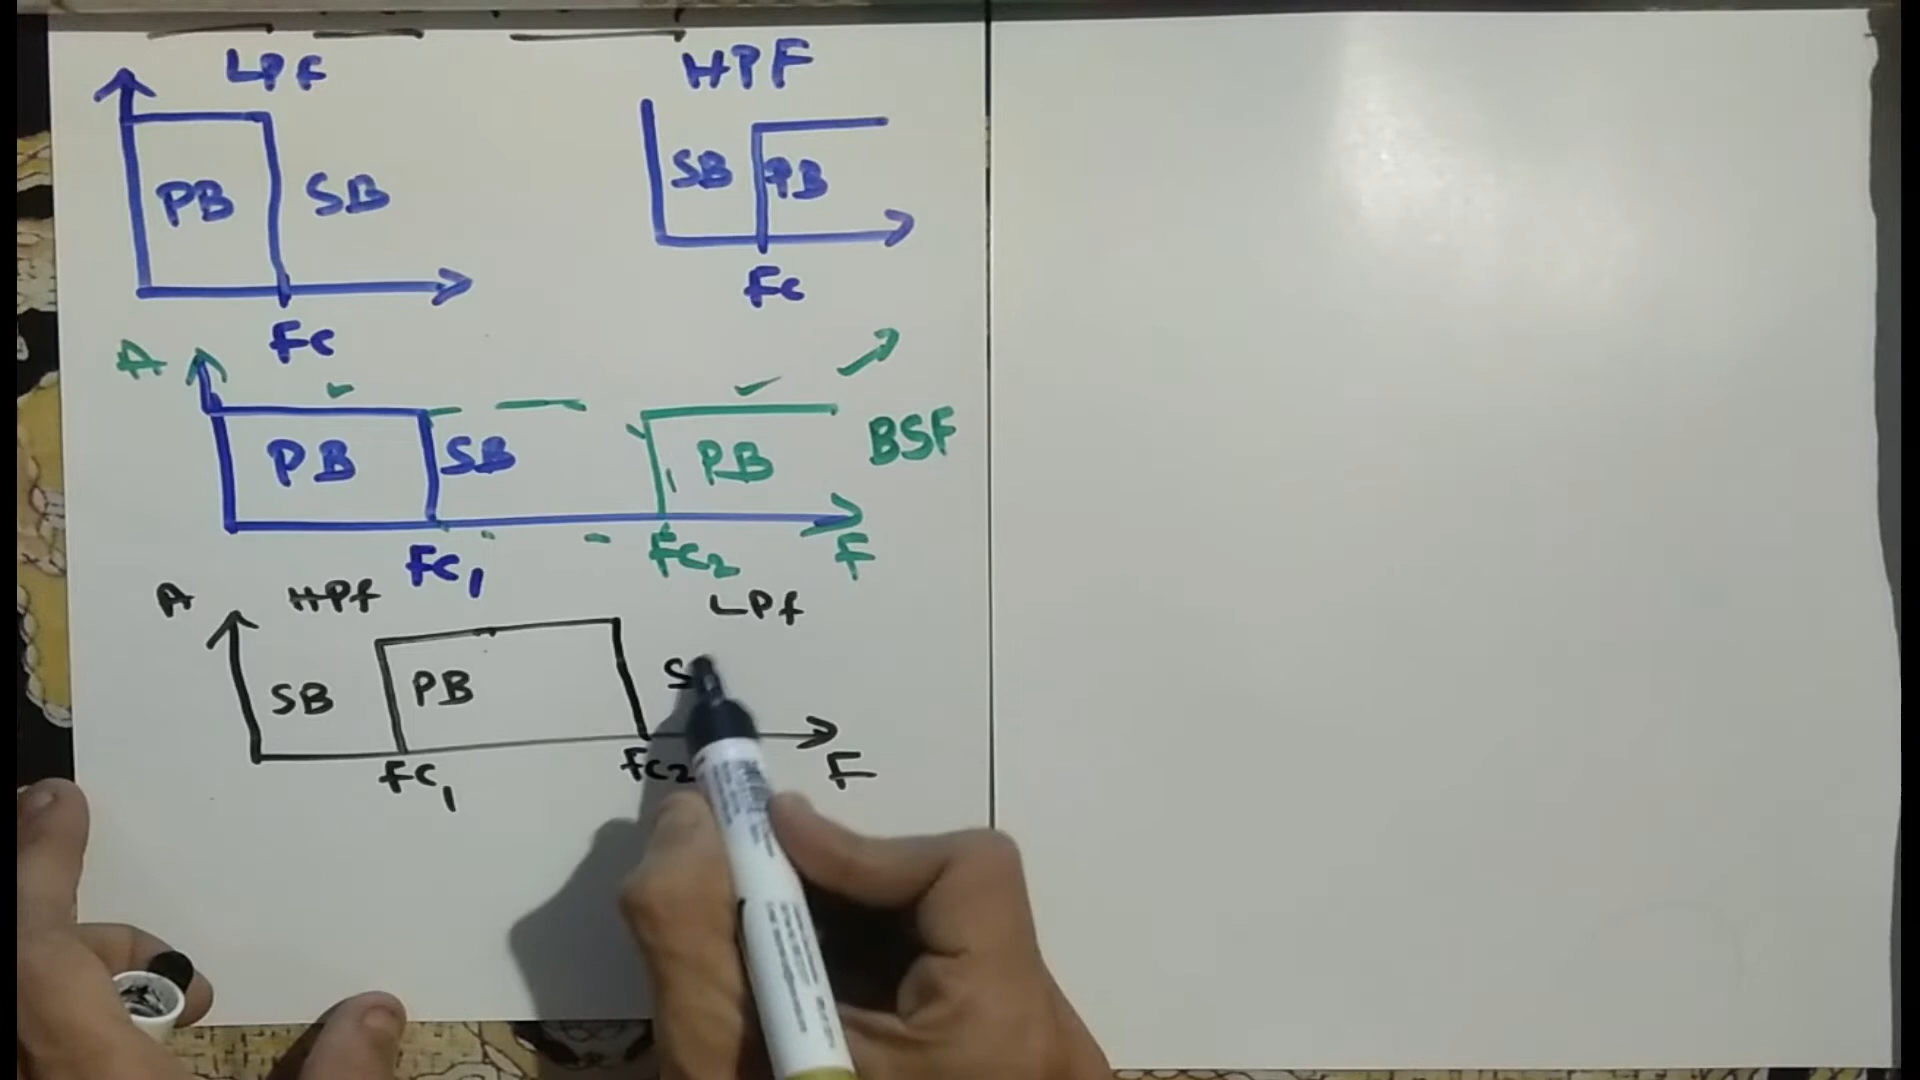 LPf HPF
PB SB SB PB
Fc
Fc
A
PB SB PB BSF
Fc1 Fc2 F
A HPf LPf
SB PB S
fc1 fc2 F